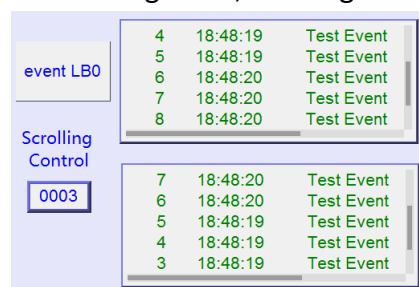 event LB0
4 18:48:19 Test Event
5 18:48:19 Test Event
6 18:48:20 Test Event
7 18:48:20 Test Event
8 18:48:20 Test Event
Scrolling
Control
0003
7 18:48:20 Test Event
6 18:48:20 Test Event
5 18:48:19 Test Event
4 18:48:19 Test Event
3 18:48:19 Test Event